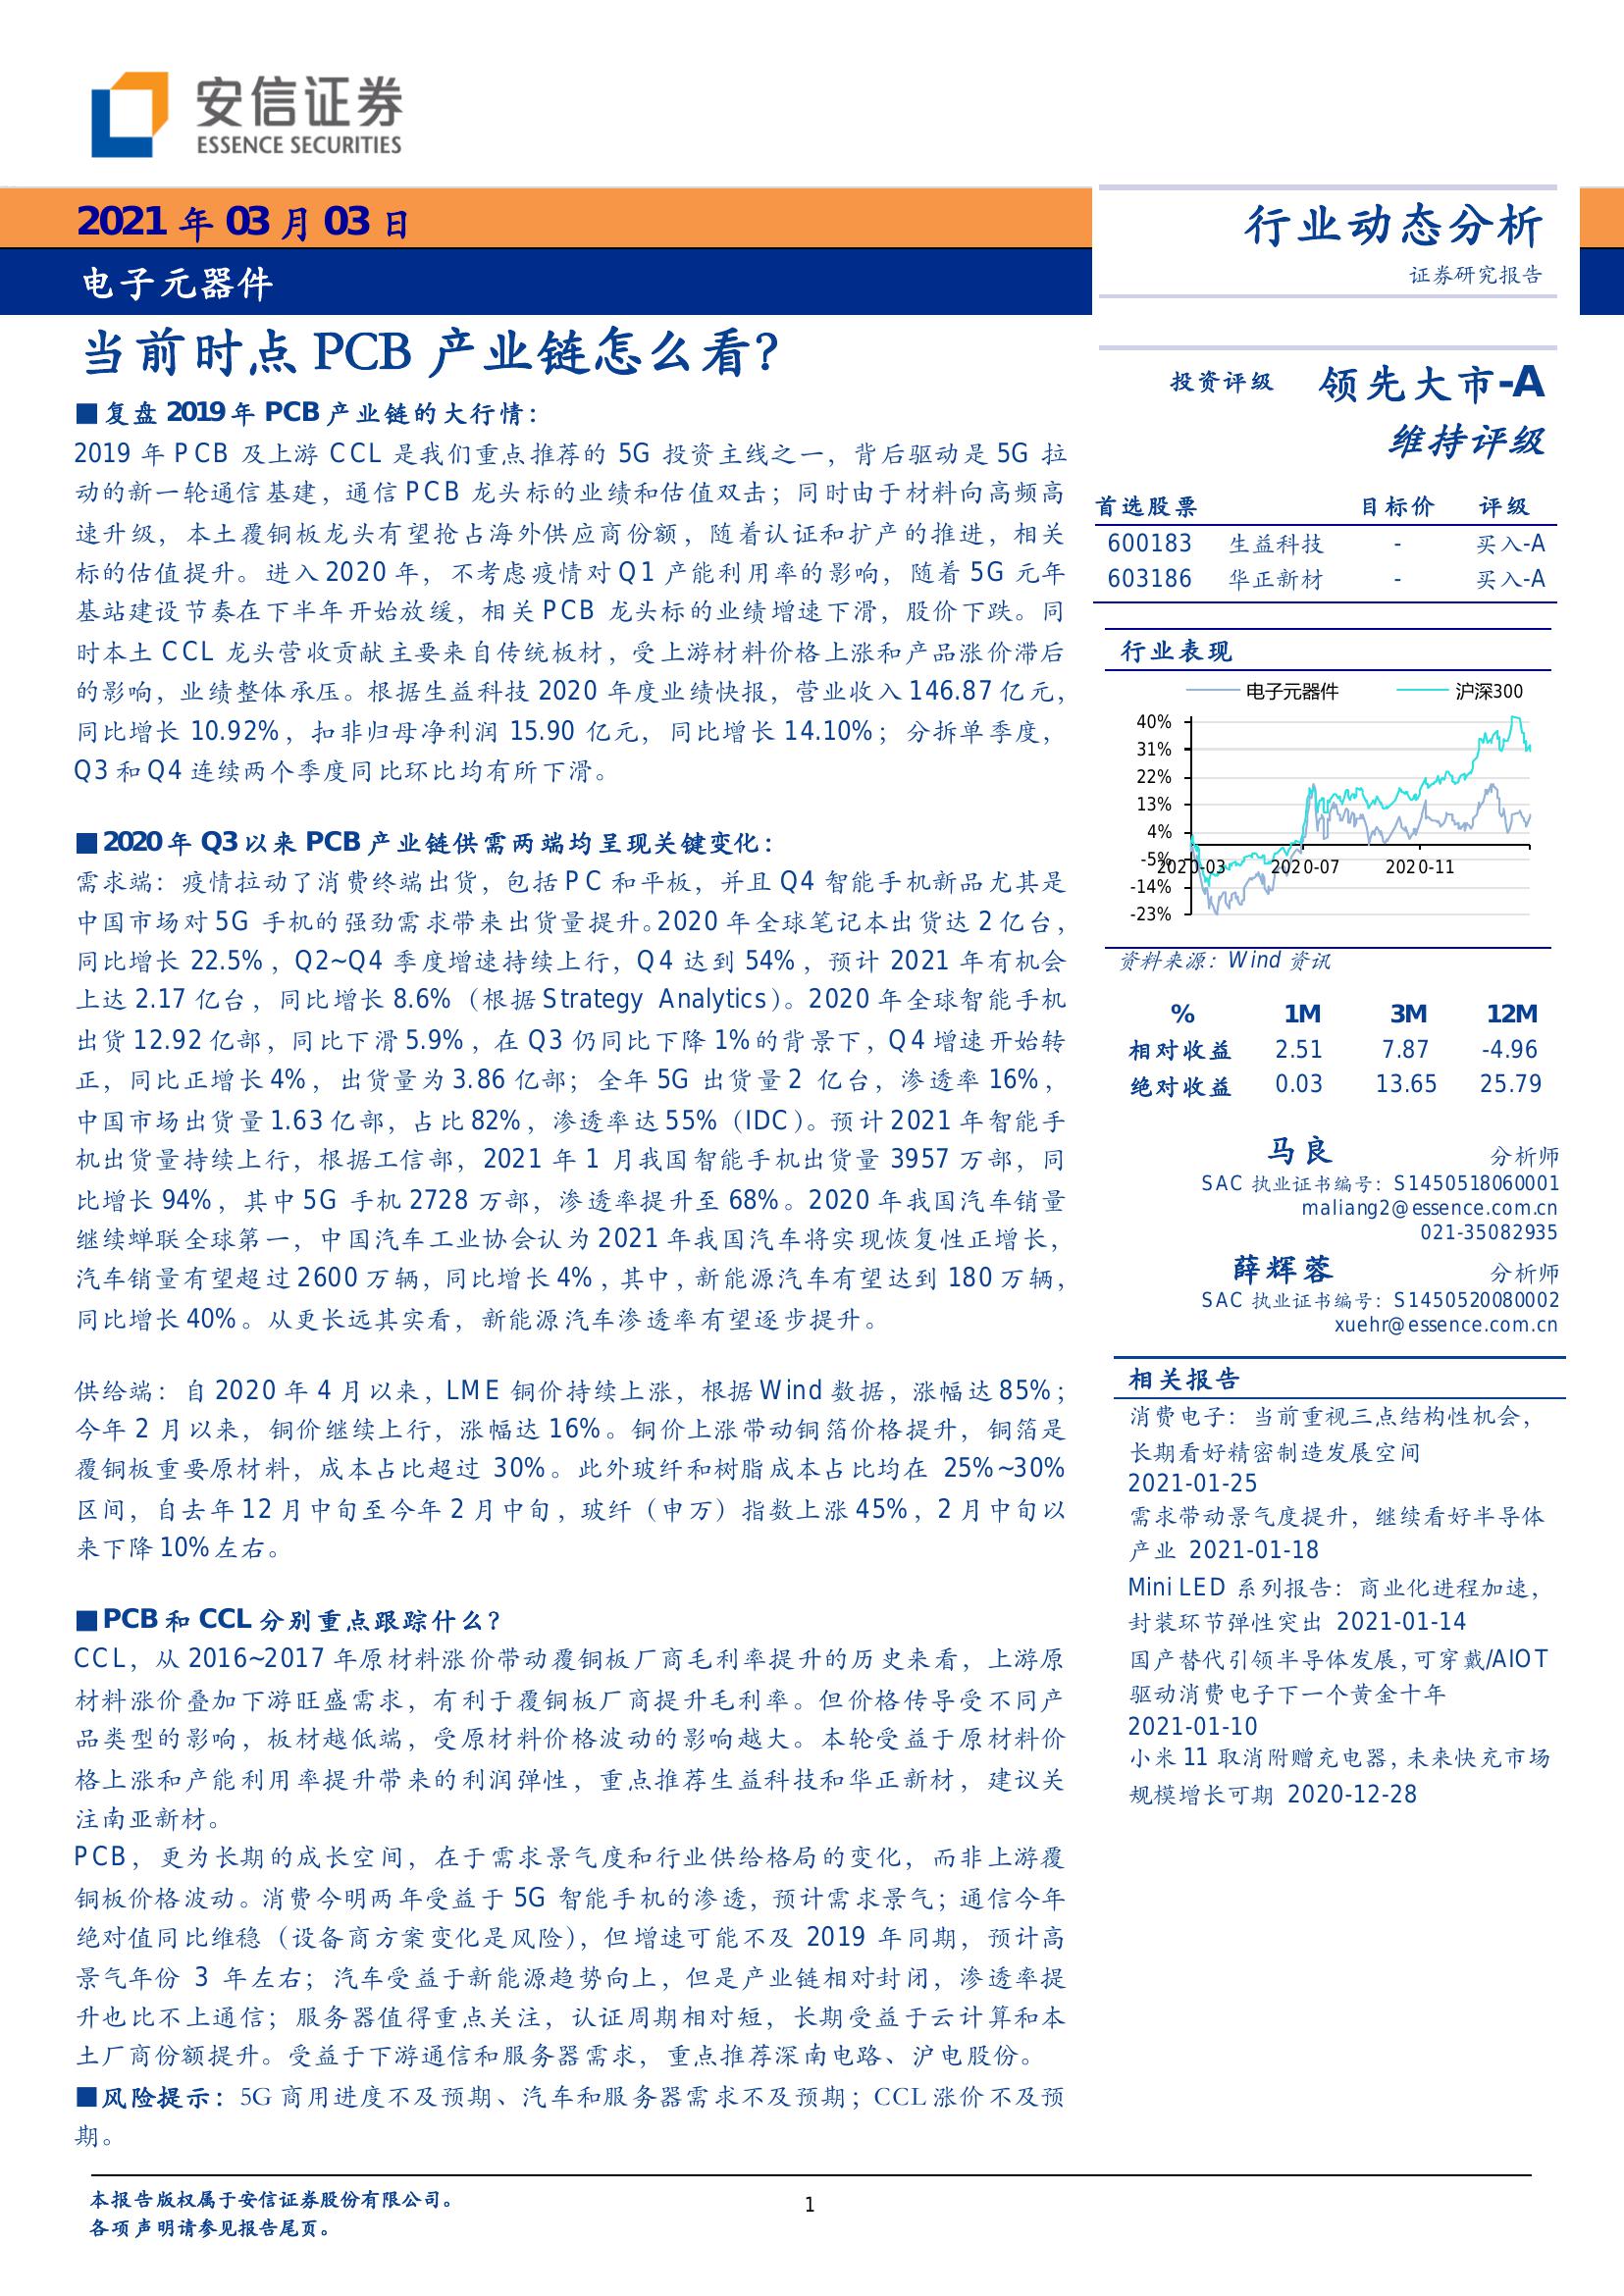 安信证券
ESSENCE SECURITIES
2021 年 03 月 03 日
电子元器件
行业动态分析
证券研究报告
当前时点 PCB 产业链怎么看？
■复盘 2019 年 PCB 产业链的大行情：
2019 年 PCB 及上游 CCL 是我们重点推荐的 5G 投资主线之一，背后驱动是 5G 拉
动的新一轮通信基建，通信 PCB 龙头标的业绩和估值双击；同时由于材料向高频高
速升级，本土覆铜板龙头有望抢占海外供应商份额，随着认证和扩产的推进，相关
标的估值提升。进入 2020 年，不考虑疫情对 Q1 产能利用率的影响，随着 5G 元年
基站建设节奏在下半年开始放缓，相关 PCB 龙头标的业绩增速下滑，股价下跌。同
时本土 CCL 龙头营收贡献主要来自传统板材，受上游材料价格上涨和产品涨价滞后
的影响，业绩整体承压。根据生益科技 2020 年度业绩快报，营业收入 146.87 亿元，
同比增长 10.92%，扣非归母净利润 15.90 亿元，同比增长 14.10%；分拆单季度，
Q3 和 Q4 连续两个季度同比环比均有所下滑。
■2020 年 Q3 以来 PCB 产业链供需两端均呈现关键变化：
需求端：疫情拉动了消费终端出货，包括 PC 和平板，并且 Q4 智能手机新品尤其是
中国市场对 5G 手机的强劲需求带来出货量提升。2020 年全球笔记本出货达 2 亿台，
同比增长 22.5%，Q2~Q4 季度增速持续上行，Q4 达到 54%，预计 2021 年有机会
上达 2.17 亿台，同比增长 8.6%（根据 Strategy Analytics）。2020 年全球智能手机
出货 12.92 亿部，同比下滑 5.9%，在 Q3 仍同比下降 1%的背景下，Q4 增速开始转
正，同比正增长 4%，出货量为 3.86 亿部；全年 5G 出货量 2 亿台，渗透率 16%，
中国市场出货量 1.63 亿部，占比 82%，渗透率达 55%（IDC）。预计 2021 年智能手
机出货量持续上行，根据工信部，2021 年 1 月我国智能手机出货量 3957 万部，同
比增长 94%，其中 5G 手机 2728 万部，渗透率提升至 68%。2020 年我国汽车销量
继续蝉联全球第一，中国汽车工业协会认为 2021 年我国汽车将实现恢复性正增长，
汽车销量有望超过 2600 万辆，同比增长 4%，其中，新能源汽车有望达到 180 万辆，
同比增长 40%。从更长远其实看，新能源汽车渗透率有望逐步提升。
供给端：自 2020 年 4 月以来，LME 铜价持续上涨，根据 Wind 数据，涨幅达 85%；
今年 2 月以来，铜价继续上行，涨幅达 16%。铜价上涨带动铜箔价格提升，铜箔是
覆铜板重要原材料，成本占比超过 30%。此外玻纤和树脂成本占比均在 25%~30%
区间，自去年 12 月中旬至今年 2 月中旬，玻纤（申万）指数上涨 45%，2 月中旬以
来下降 10%左右。
■PCB 和 CCL 分别重点跟踪什么？
CCL，从 2016~2017 年原材料涨价带动覆铜板厂商毛利率提升的历史来看，上游原
材料涨价叠加下游旺盛需求，有利于覆铜板厂商提升毛利率。但价格传导受不同产
品类型的影响，板材越低端，受原材料价格波动的影响越大。本轮受益于原材料价
格上涨和产能利用率提升带来的利润弹性，重点推荐生益科技和华正新材，建议关
注南亚新材。
PCB，更为长期的成长空间，在于需求景气度和行业供给格局的变化，而非上游覆
铜板价格波动。消费今明两年受益于 5G 智能手机的渗透，预计需求景气；通信今年
绝对值同比维稳（设备商方案变化是风险），但增速可能不及 2019 年同期，预计高
景气年份 3 年左右；汽车受益于新能源趋势向上，但是产业链相对封闭，渗透率提
升也比不上通信；服务器值得重点关注，认证周期相对短，长期受益于云计算和本
土厂商份额提升。受益于下游通信和服务器需求，重点推荐深南电路、沪电股份。
■风险提示：5G 商用进度不及预期、汽车和服务器需求不及预期；CCL 涨价不及预
期。
投资评级 领先大市-A
维持评级
首选股票 目标价 评级
600183 生益科技 - 买入-A
603186 华正新材 - 买入-A
行业表现
电子元器件 沪深300
40%
31%
22%
13%
4%
-5%
-14%
-23%
2020-03 2020-07 2020-11
资料来源：Wind 资讯
% 1M 3M 12M
相对收益 2.51 7.87 -4.96
绝对收益 0.03 13.65 25.79
马良 分析师
SAC 执业证书编号：S1450518060001
maliang2@essence.com.cn
021-35082935
薛辉蓉 分析师
SAC 执业证书编号：S1450520080002
xuehr@essence.com.cn
相关报告
消费电子：当前重视三点结构性机会，
长期看好精密制造发展空间
2021-01-25
需求带动景气度提升，继续看好半导体
产业 2021-01-18
Mini LED 系列报告：商业化进程加速，
封装环节弹性突出 2021-01-14
国产替代引领半导体发展，可穿戴/AIOT
驱动消费电子下一个黄金十年
2021-01-10
小米 11 取消附赠充电器，未来快充市场
规模增长可期 2020-12-28
本报告版权属于安信证券股份有限公司。
各项声明请参见报告尾页。
1